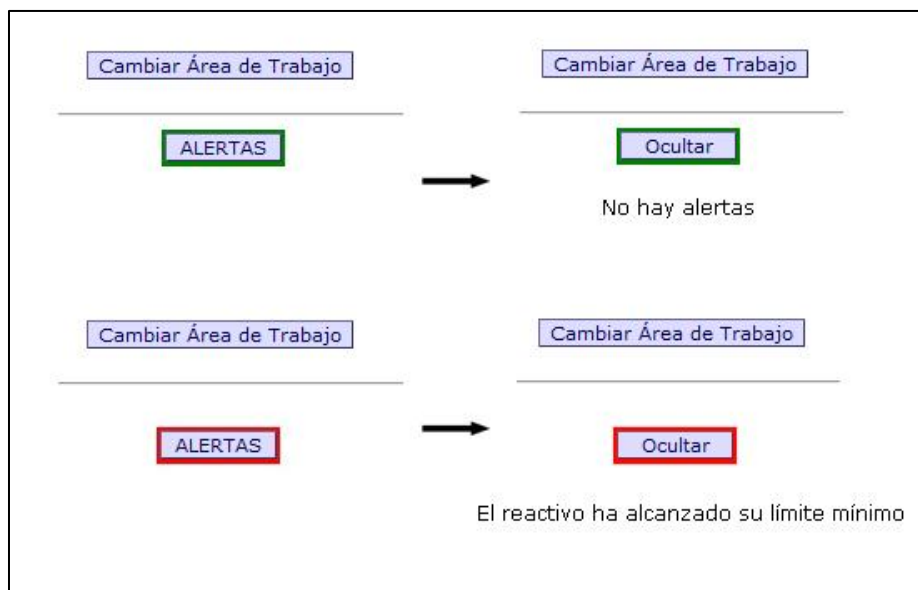 Cambiar Área de Trabajo
Cambiar Área de Trabajo
ALERTAS
Ocultar
No hay alertas
Cambiar Área de Trabajo
Cambiar Área de Trabajo
ALERTAS
Ocultar
El reactivo ha alcanzado su límite mínimo